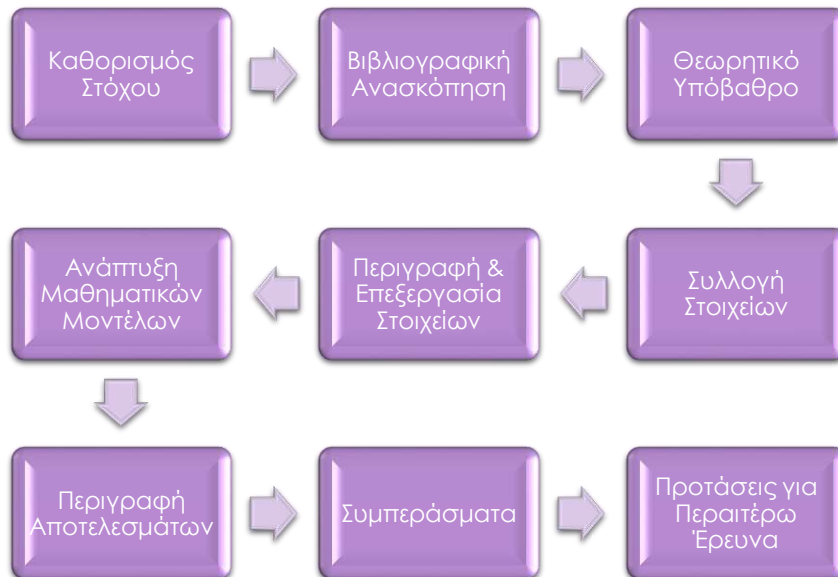 Καθορισμός
Στόχου
Βιβλιογραφική
Ανασκόπηση
Θεωρητικό
Υπόβαθρο
Συλλογή
Στοιχείων
Περιγραφή &
Επεξεργασία
Στοιχείων
Ανάπτυξη
Μαθηματικών
Μοντέλων
Περιγραφή
Αποτελεσμάτων
Συμπεράσματα
Προτάσεις για
Περαιτέρω
Έρευνα